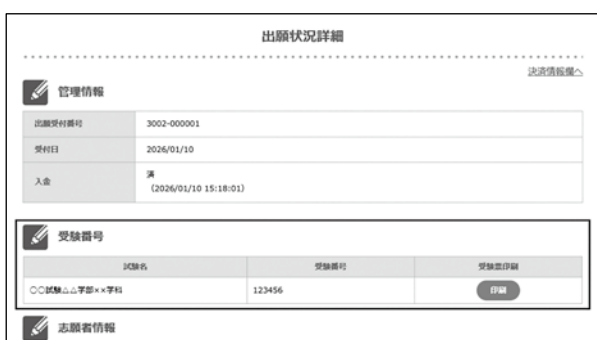 出願状況詳細
決済情報欄へ
管理情報
出願受付番号 3002-000001
受付日 2026/01/10
入金 済
（2026/01/10 15:18:01）
受験番号
試験名 受験番号 受験票印刷
○○試験△△学部××学科 123456 印刷
志願者情報